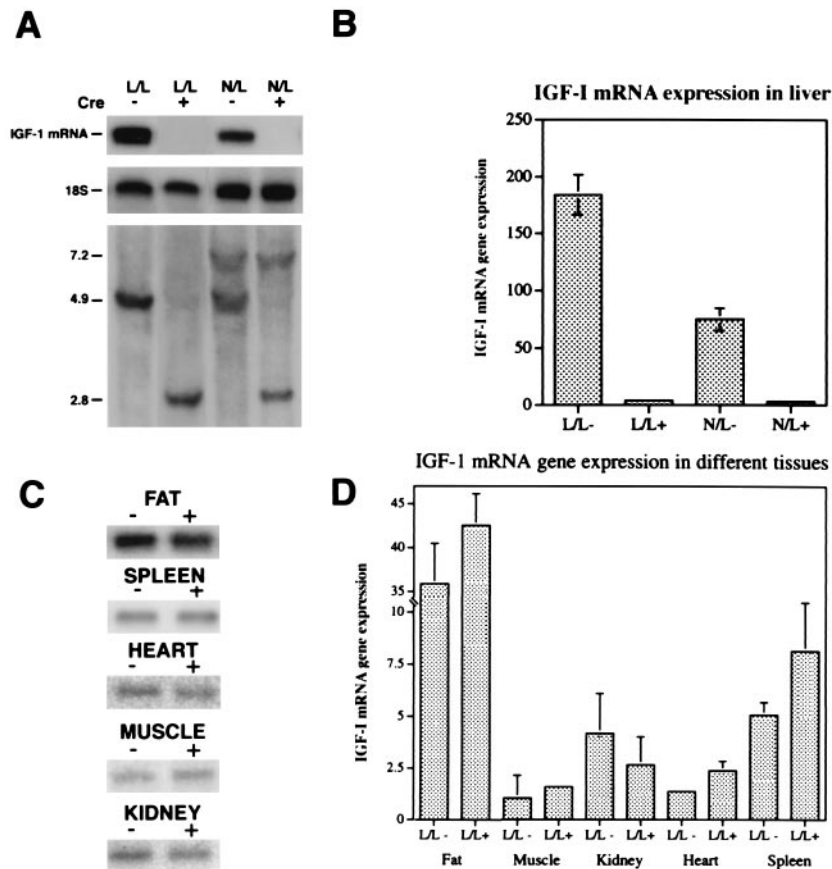 A
L/L L/L N/L N/L
Cre - + - +
IGF-1 mRNA
18S
7.2
4.9
2.8
B
IGF-I mRNA expression in liver
IGF-I mRNA gene expression
250
200
150
100
50
0
L/L- L/L+ N/L- N/L+
C
FAT
- +
SPLEEN
- +
HEART
- +
MUSCLE
- +
KIDNEY
- +
D
IGF-1 mRNA gene expression in different tissues
IGF-I mRNA gene expression
45
40
35
10
7.5
5
2.5
0
L/L - L/L+ L/L - L/L+ L/L - L/L+ L/L - L/L+ L/L - L/L+
Fat Muscle Kidney Heart Spleen